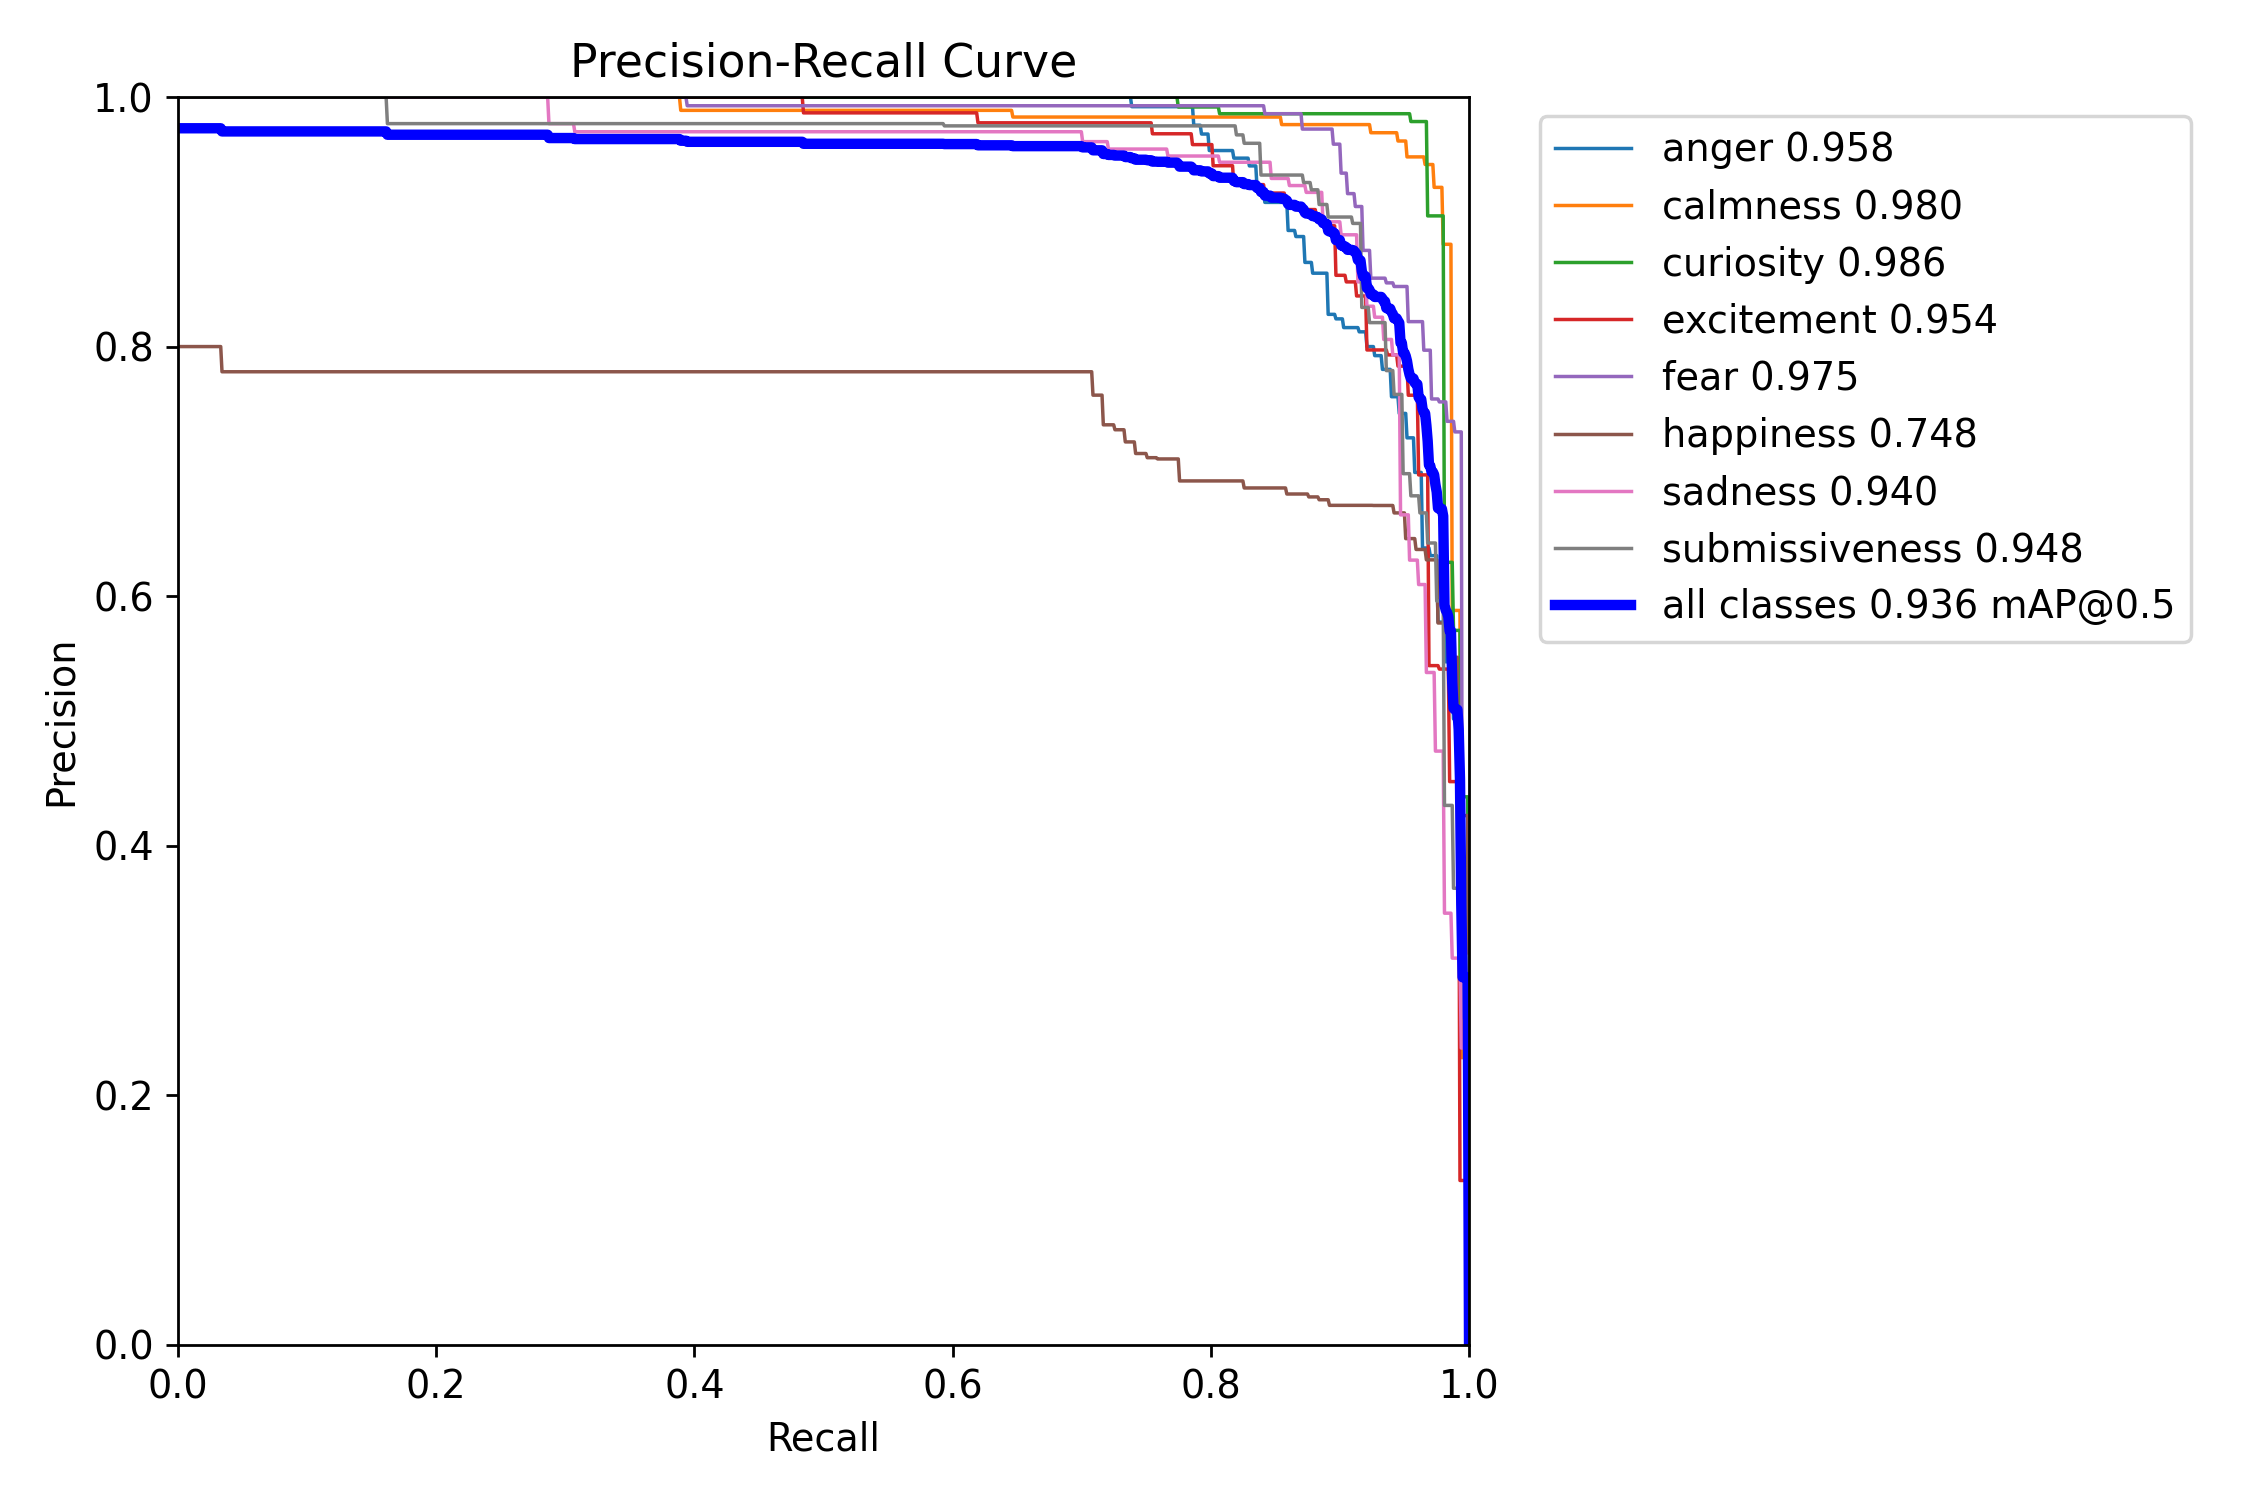 Precision-Recall Curve
1.0
0.8
0.6
0.4
0.2
0.0
Precision
0.0 0.2 0.4 0.6 0.8 1.0
Recall
anger 0.958
calmness 0.980
curiosity 0.986
excitement 0.954
fear 0.975
happiness 0.748
sadness 0.940
submissiveness 0.948
all classes 0.936 mAP@0.5